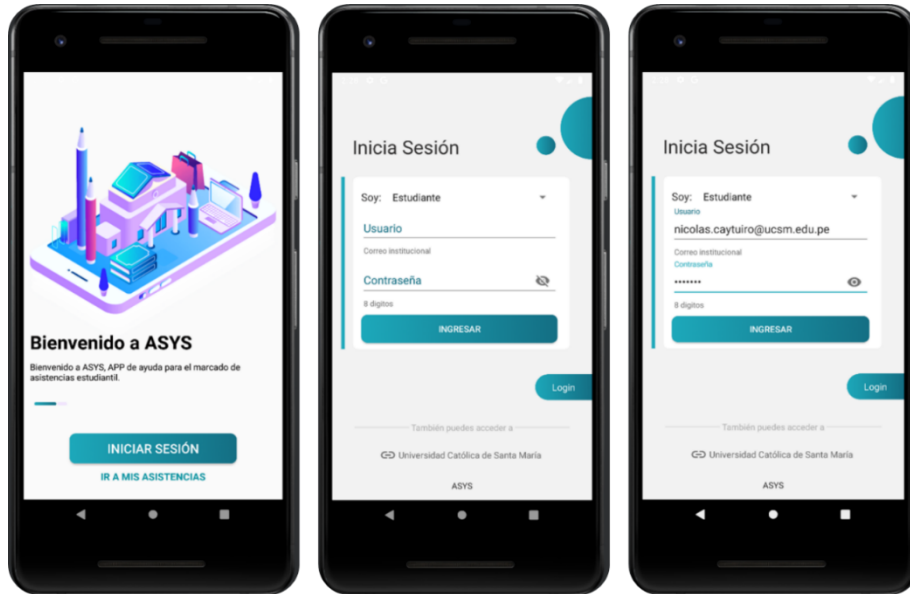 Bienvenido a ASYS
Bienvenido a ASYS, APP de ayuda para el marcado de
asistencias estudiantil.
INICIAR SESIÓN
IR A MIS ASISTENCIAS
Inicia Sesión
Soy: Estudiante
Usuario
Correo institucional
Contraseña
8 digitos
INGRESAR
Login
También puedes acceder a
Universidad Católica de Santa María
ASYS
Inicia Sesión
Soy: Estudiante
Usuario
nicolas.caytuiro@ucsm.edu.pe
Correo institucional
Contraseña
•••••••
8 digitos
INGRESAR
Login
También puedes acceder a
Universidad Católica de Santa María
ASYS